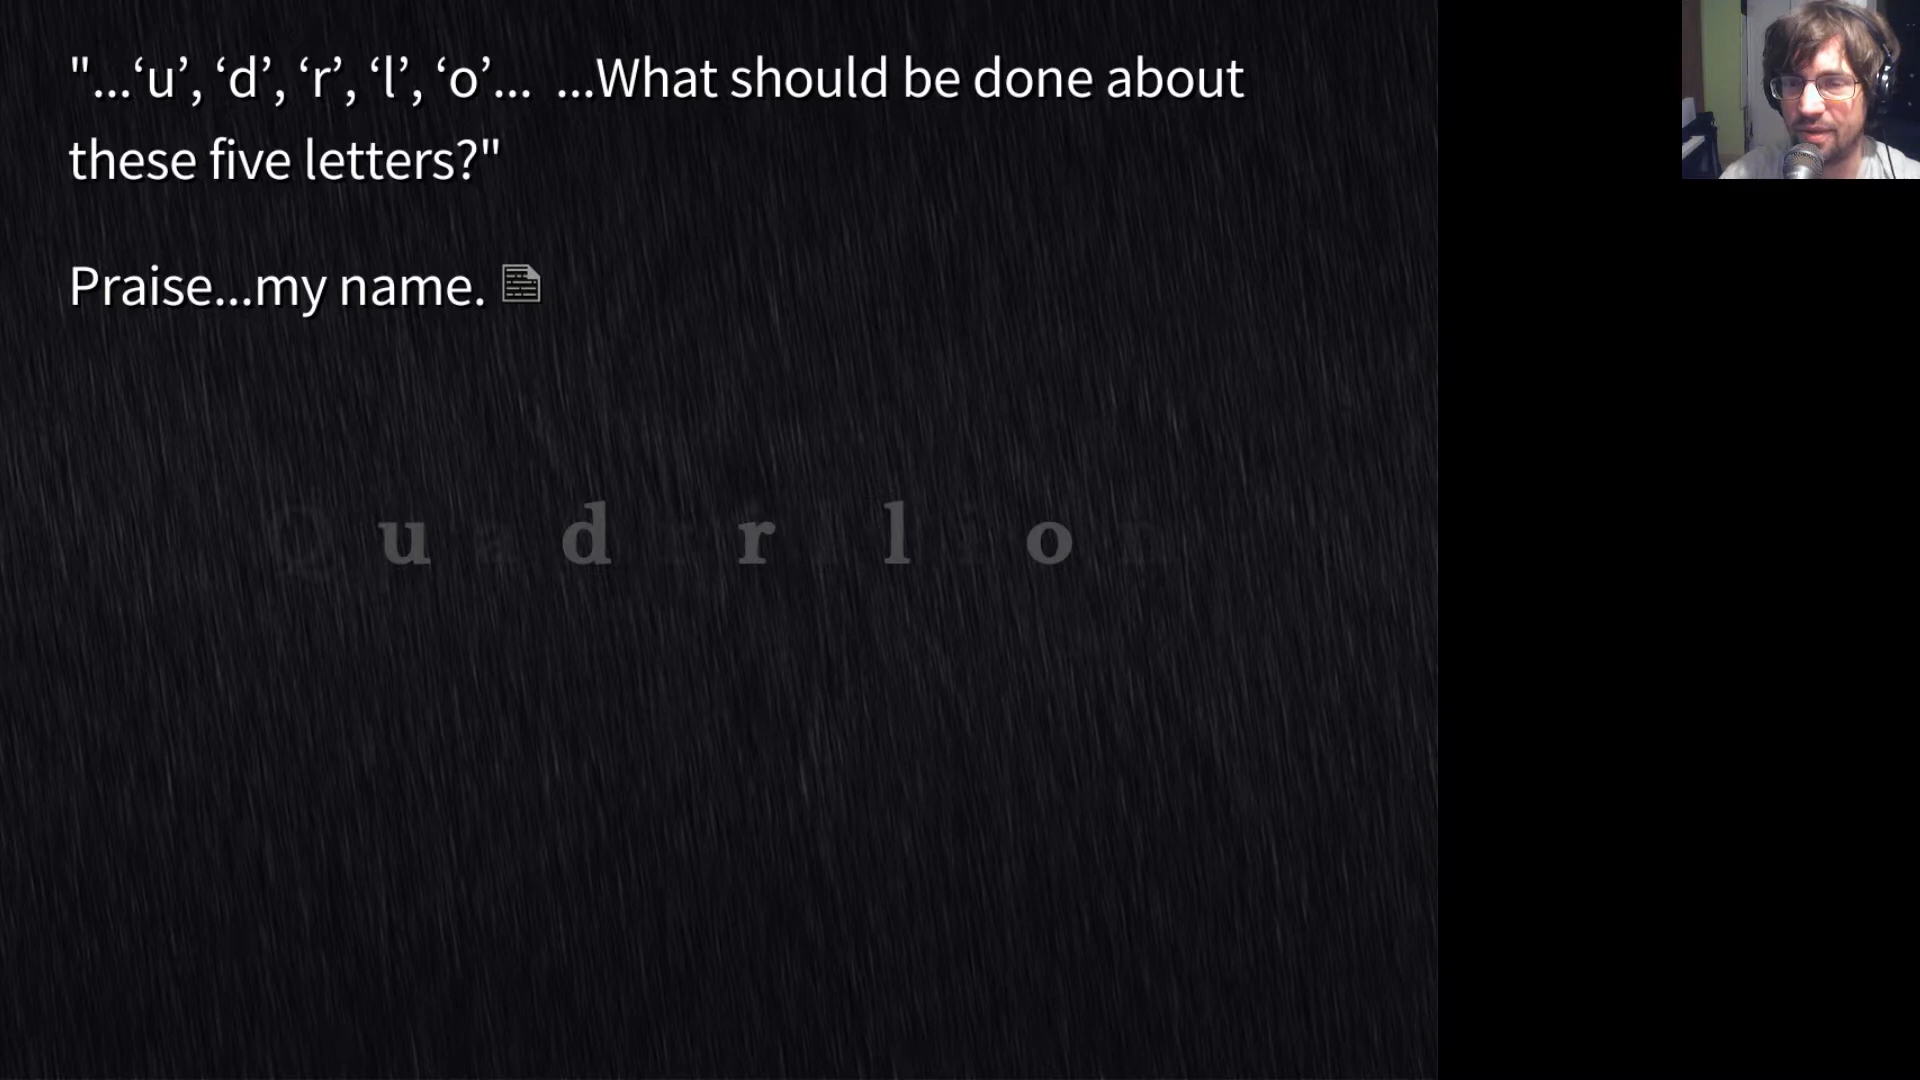 "...‘u’, ‘d’, ‘r’, ‘l’, ‘o’... ...What should be done about
these five letters?"
Praise...my name.
Q u a d r r i l l i o n